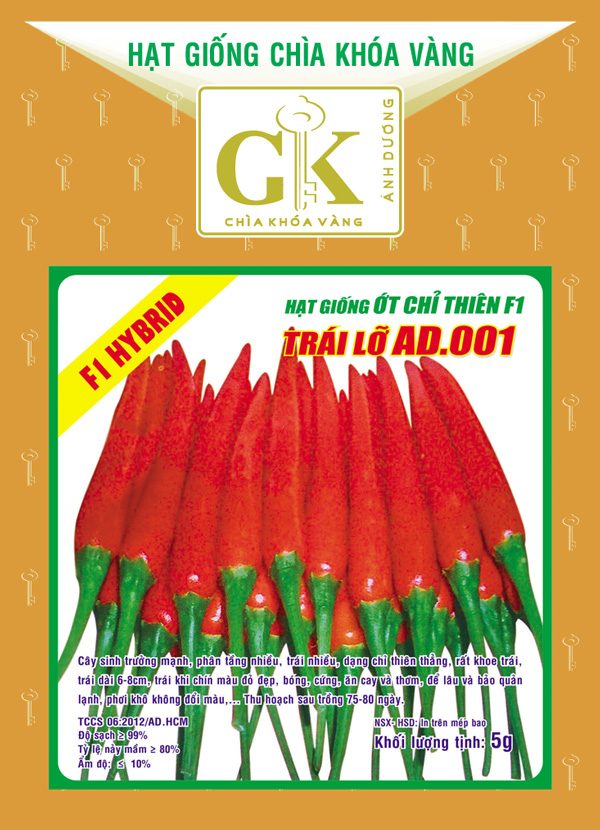 HẠT GIỐNG CHÌA KHÓA VÀNG
GK
ÁNH DƯƠNG
CHÌA KHÓA VÀNG
F1 HYBRID
HẠT GIỐNG ỚT CHỈ THIÊN F1
TRÁI LỠ AD.001
Cây sinh trưởng mạnh, phân tầng nhiều, trái nhiều, dạng chỉ thiên thẳng, rất khoe trái,
trái dài 6-8cm, trái khi chín màu đỏ đẹp, bóng, cứng, ăn cay và thơm, để lâu và bảo quản
lạnh, phơi khô không đổi màu,... Thu hoạch sau trồng 75-80 ngày.
TCCS 06:2012/AD.HCM
Độ sạch ≥ 99%
Tỷ lệ nảy mầm ≥ 80%
Ẩm độ: ≤ 10%
NSX- HSD: In trên mép bao
Khối lượng tịnh: 5g